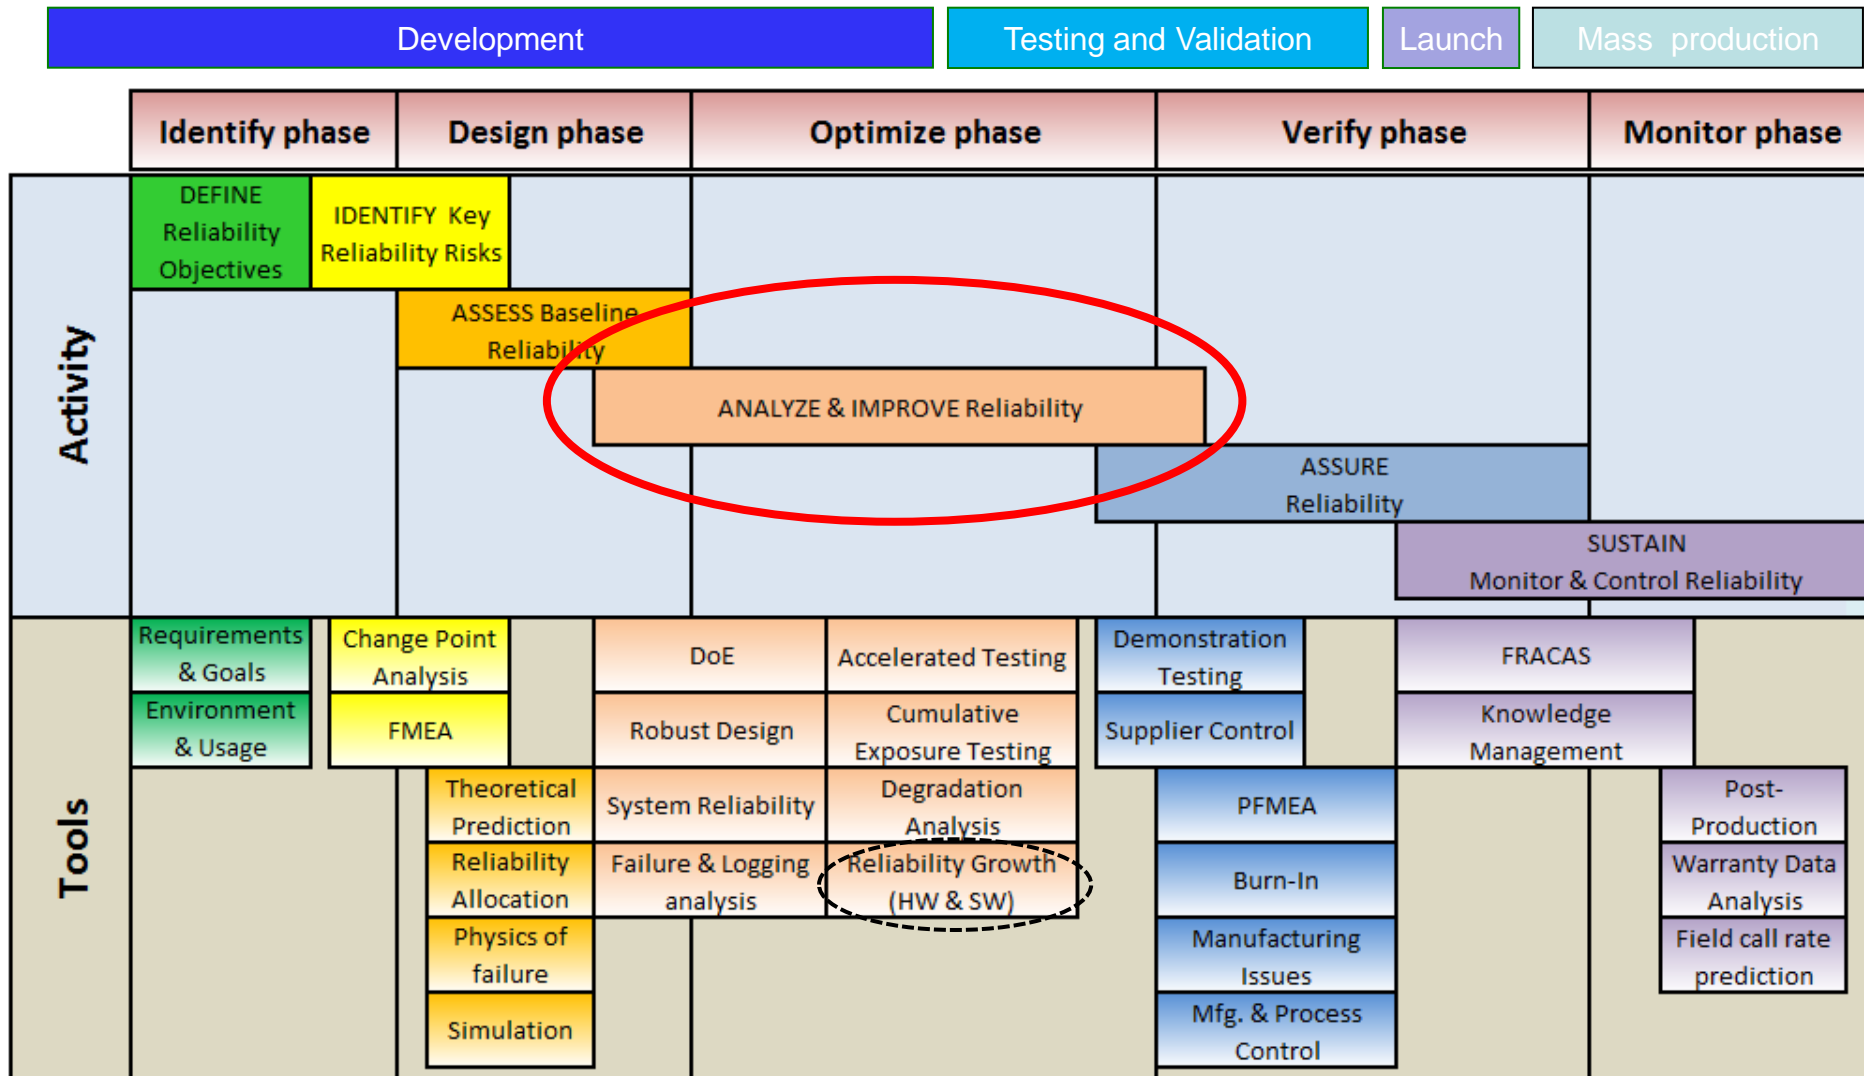 Development
Testing and Validation
Launch
Mass production
Identify phase
Design phase
Optimize phase
Verify phase
Monitor phase
Activity
DEFINE
Reliability
Objectives
IDENTIFY Key
Reliability Risks
ASSESS Baseline
Reliability
ANALYZE & IMPROVE Reliability
ASSURE
Reliability
SUSTAIN
Monitor & Control Reliability
Tools
Requirements
& Goals
Environment
& Usage
Change Point
Analysis
FMEA
Theoretical
Prediction
Reliability
Allocation
Physics of
failure
Simulation
DoE
Robust Design
System Reliability
Failure & Logging
analysis
Accelerated Testing
Cumulative
Exposure Testing
Degradation
Analysis
Reliability Growth
(HW & SW)
Demonstration
Testing
Supplier Control
PFMEA
Burn-In
Manufacturing
Issues
Mfg. & Process
Control
FRACAS
Knowledge
Management
Post-
Production
Warranty Data
Analysis
Field call rate
prediction